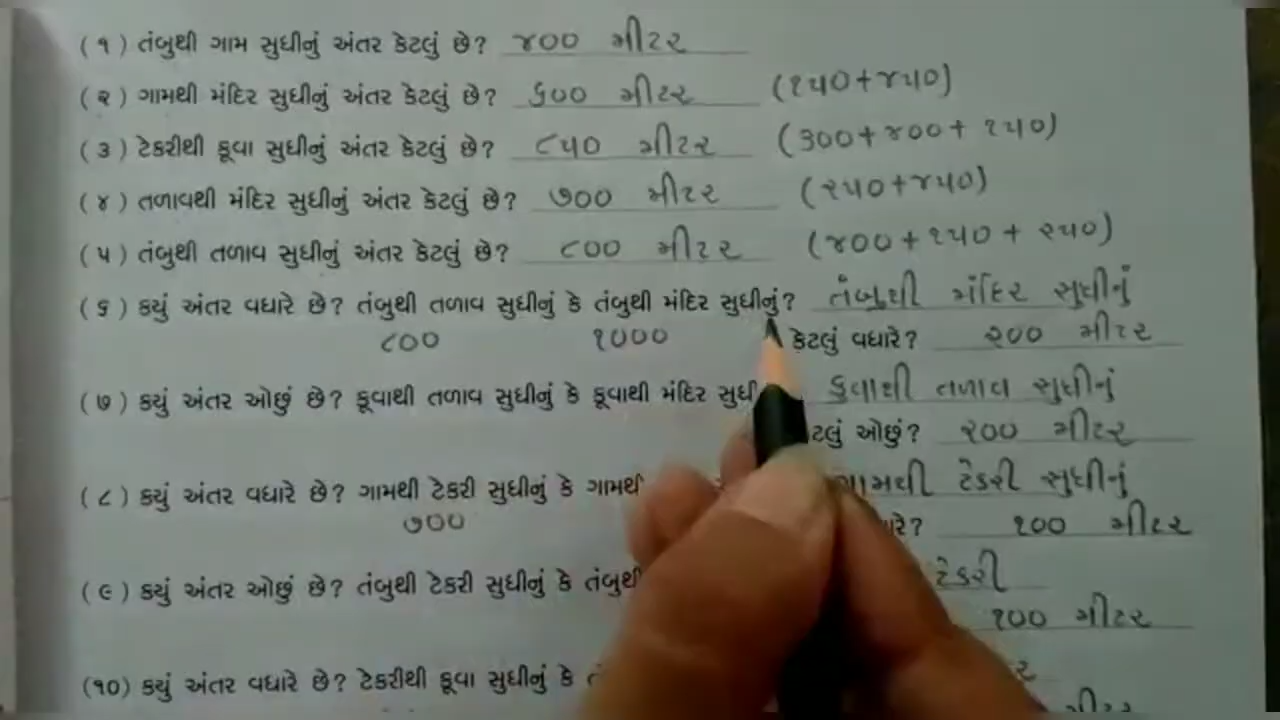 (૧) તંબુથી ગામ સુધીનું અંતર કેટલું છે? ૪૦૦ મીટર
(૨) ગામથી મંદિર સુધીનું અંતર કેટલું છે? ૬૦૦ મીટર (૧૫૦+૪૫૦)
(૩) ટેકરીથી કૂવા સુધીનું અંતર કેટલું છે? ૮૫૦ મીટર (૩૦૦+૪૦૦+૧૫૦)
(૪) તળાવથી મંદિર સુધીનું અંતર કેટલું છે? ૭૦૦ મીટર (૨૫૦+૪૫૦)
(૫) તંબુથી તળાવ સુધીનું અંતર કેટલું છે? ૮૦૦ મીટર (૪૦૦+૧૫૦+૨૫૦)
(૬) કયું અંતર વધારે છે? તંબુથી તળાવ સુધીનું કે તંબુથી મંદિર સુધીનું? તંબુથી મંદિર સુધીનું
૮૦૦ ૧૦૦૦ કેટલું વધારે? ૨૦૦ મીટર
(૭) કયું અંતર ઓછું છે? કૂવાથી તળાવ સુધીનું કે કૂવાથી મંદિર કુવાથી તળાવ સુધીનું
ઓછું? ૨૦૦ મીટર
(૮) કયું અંતર વધારે છે? ગામથી ટેકરી સુધીનું કે ગામથી ગામથી ટેકરી સુધીનું
૭૦૦ ૧૦૦ મીટર
(૯) કયું અંતર ઓછું છે? તંબુથી ટેકરી સુધીનું કે તંબુથી ટેકરી
૧૦૦ મીટર
(૧૦) કયું અંતર વધારે છે? ટેકરીથી કૂવા સુધીનું કે